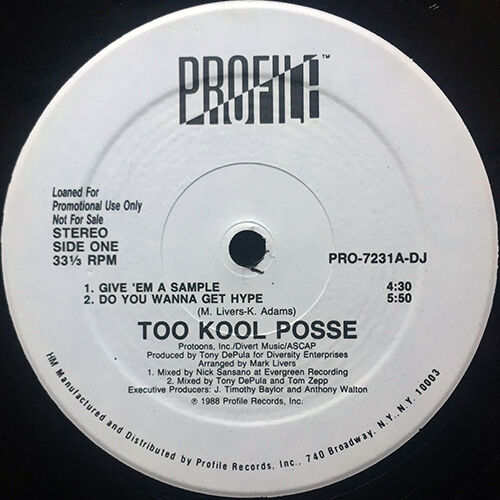 PROFILE™
Loaned For
Promotional Use Only
Not For Sale
STEREO
SIDE ONE
33⅓ RPM
PRO-7231A-DJ
1. GIVE 'EM A SAMPLE 4:30
2. DO YOU WANNA GET HYPE 5:50
(M. Livers-K. Adams)
TOO KOOL POSSE
Protoons, Inc./Divert Music/ASCAP
Produced by Tony DePula for Diversity Enterprises
Arranged by Mark Livers
1. Mixed by Nick Sansano at Evergreen Recording
2. Mixed by Tony DePula and Tom Zepp
Executive Producers: J. Timothy Baylor and Anthony Walton
℗ 1988 Profile Records, Inc.
HM Manufactured and Distributed by Profile Records, Inc., 740 Broadway, N.Y., N.Y. 10003